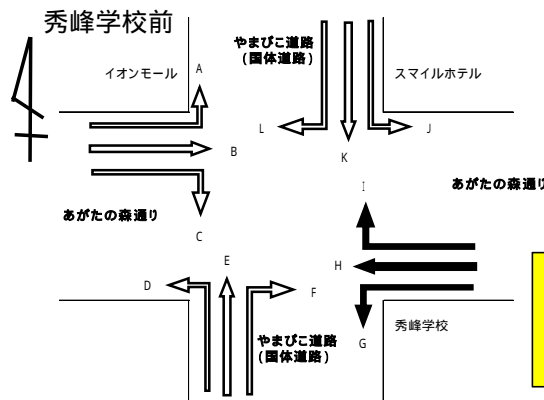 秀峰学校前
やまびこ道路
(国体道路)
イオンモール
A
スマイルホテル
L
J
B
K
I
あがたの森通り
あがたの森通り
C
E
H
D
F
やまびこ道路
(国体道路)
秀峰学校
G